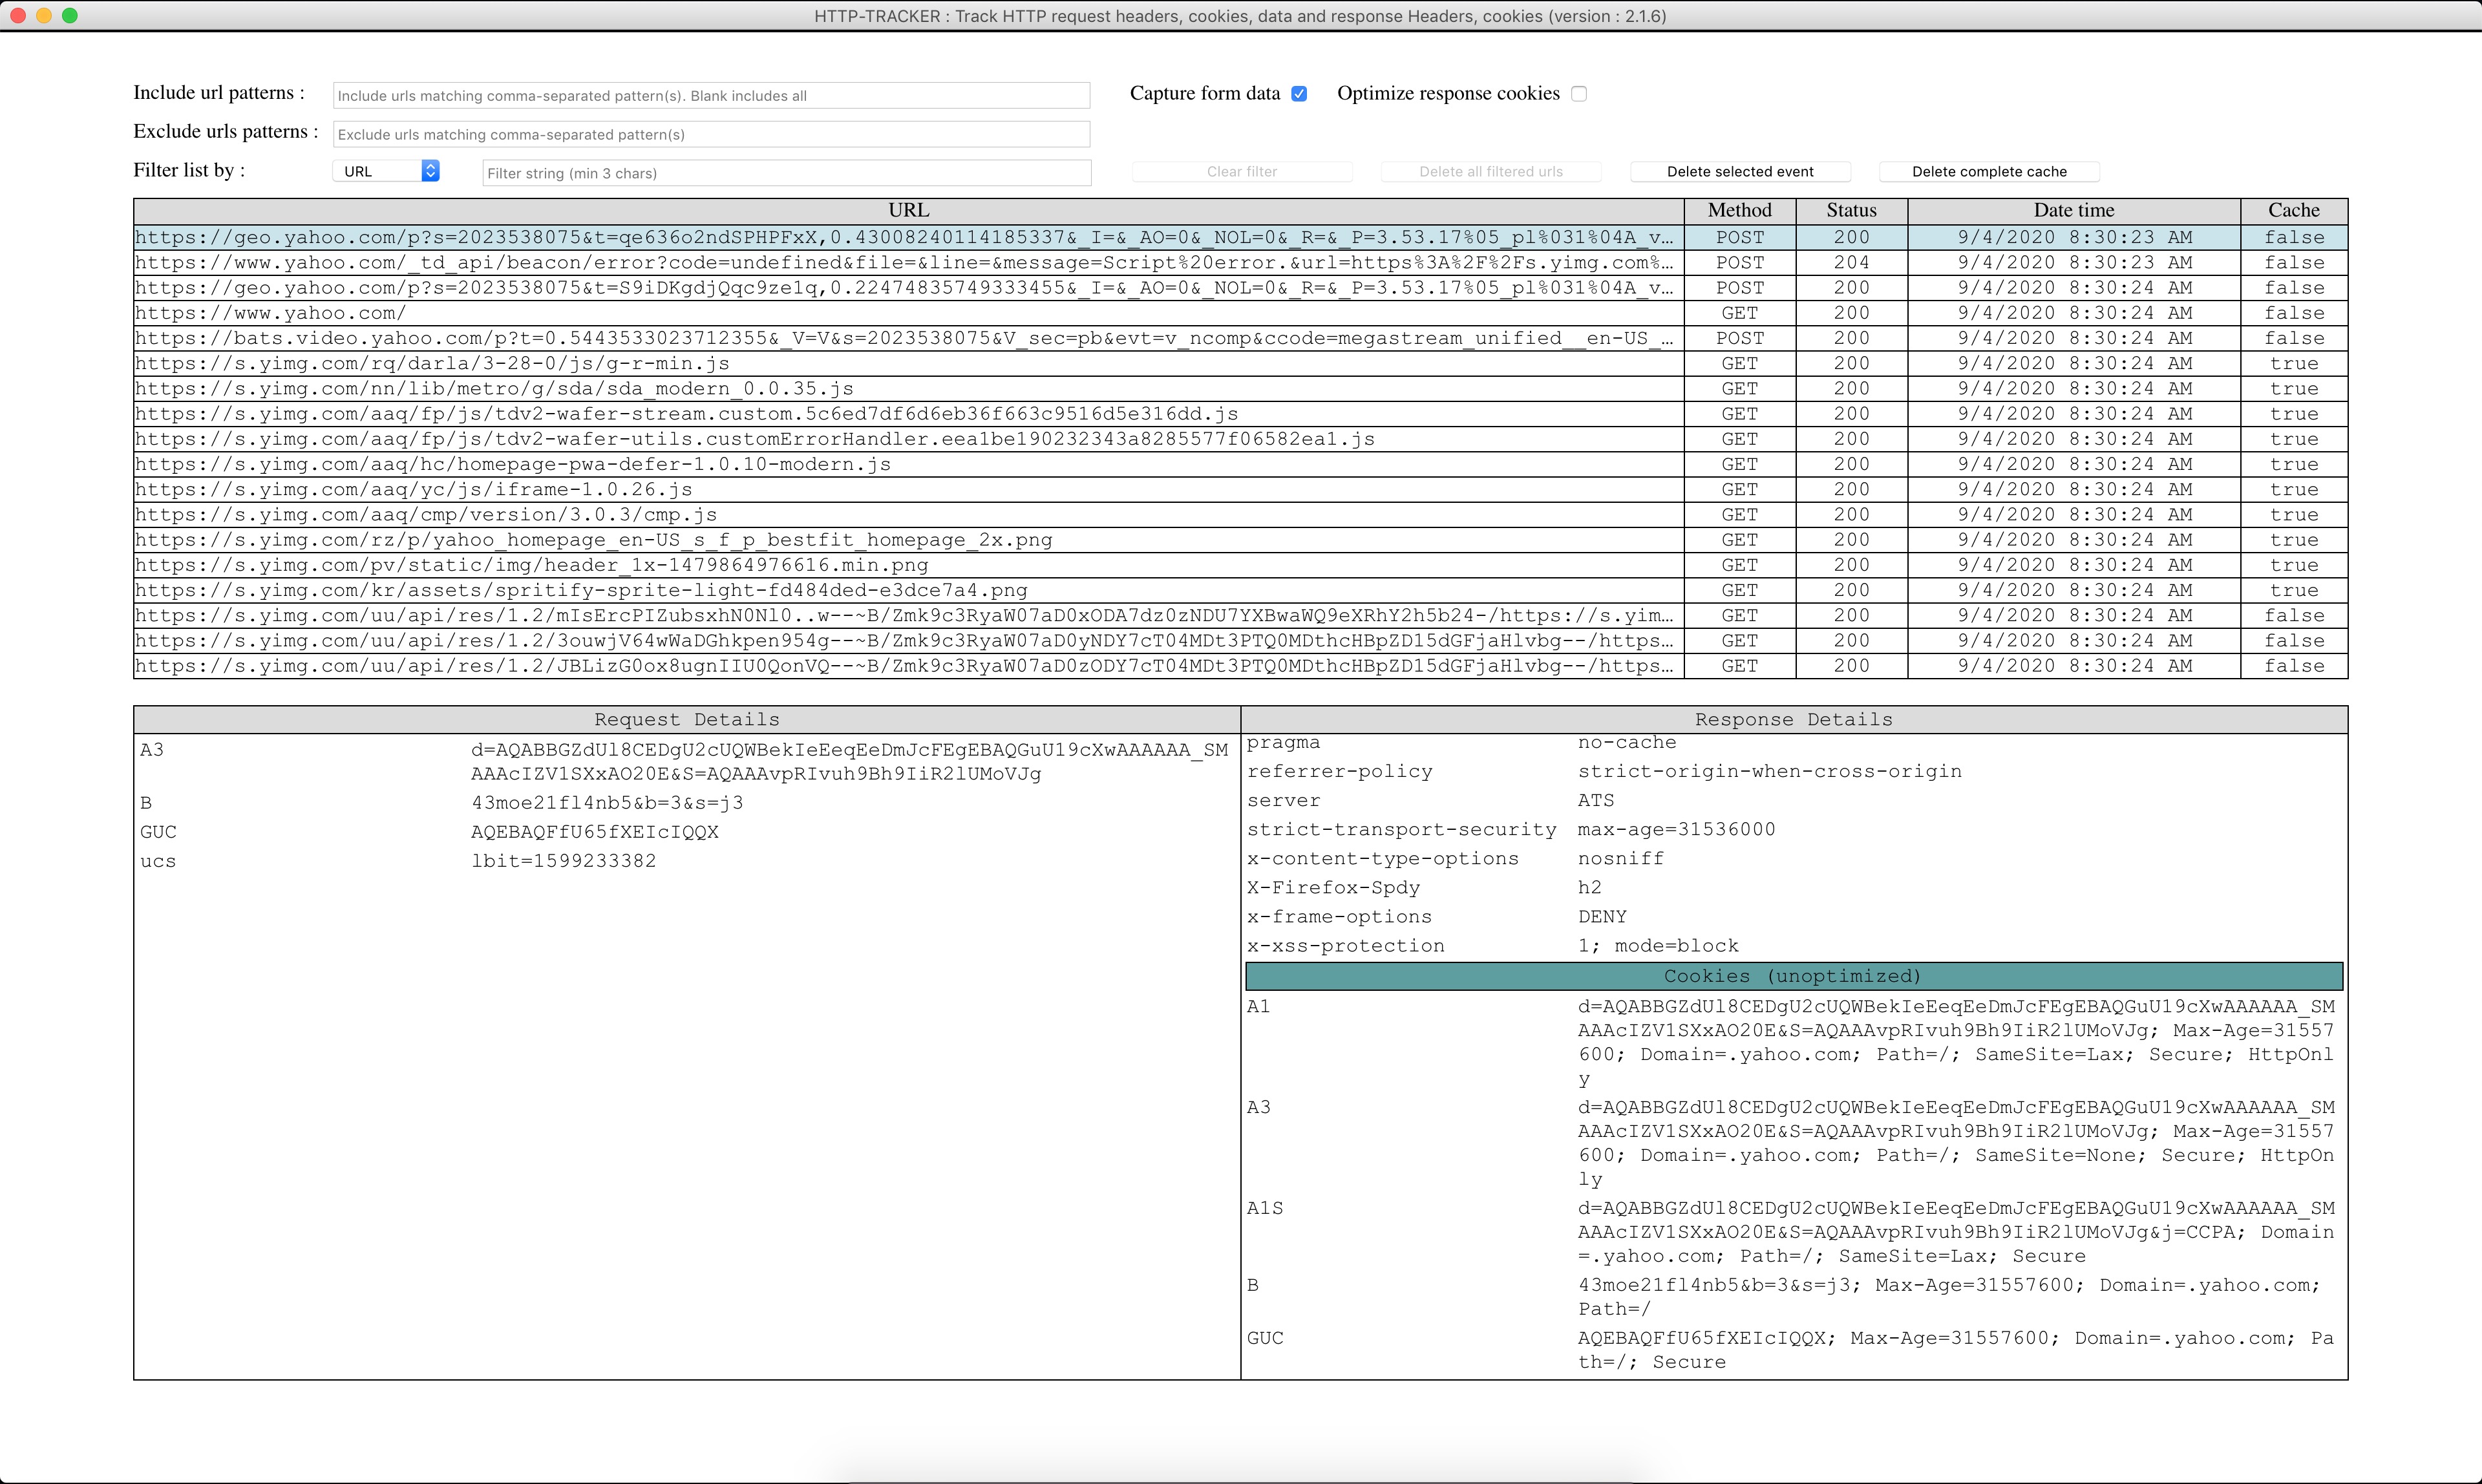 HTTP-TRACKER : Track HTTP request headers, cookies, data and response Headers, cookies (version : 2.1.6)
Include url patterns : Include urls matching comma-separated pattern(s). Blank includes all Capture form data Optimize response cookies
Exclude urls patterns : Exclude urls matching comma-separated pattern(s)
Filter list by : URL Filter string (min 3 chars) Clear filter Delete all filtered urls Delete selected event Delete complete cache
URL Method Status Date time Cache
https://geo.yahoo.com/p?s=2023538075&t=qe636o2ndSPHPFxX,0.43008240114185337&_I=&_AO=0&_NOL=0&_R=&_P=3.53.17%05_pl%031%04A_v… POST 200 9/4/2020 8:30:23 AM false
https://www.yahoo.com/_td_api/beacon/error?code=undefined&file=&line=&message=Script%20error.&url=https%3A%2F%2Fs.yimg.com%… POST 204 9/4/2020 8:30:23 AM false
https://geo.yahoo.com/p?s=2023538075&t=S9iDKgdjQqc9ze1q,0.22474835749333455&_I=&_AO=0&_NOL=0&_R=&_P=3.53.17%05_pl%031%04A_v… POST 200 9/4/2020 8:30:24 AM false
https://www.yahoo.com/ GET 200 9/4/2020 8:30:24 AM false
https://bats.video.yahoo.com/p?t=0.5443533023712355&_V=V&s=2023538075&V_sec=pb&evt=v_ncomp&ccode=megastream_unified__en-US_… POST 200 9/4/2020 8:30:24 AM false
https://s.yimg.com/rq/darla/3-28-0/js/g-r-min.js GET 200 9/4/2020 8:30:24 AM true
https://s.yimg.com/nn/lib/metro/g/sda/sda_modern_0.0.35.js GET 200 9/4/2020 8:30:24 AM true
https://s.yimg.com/aaq/fp/js/tdv2-wafer-stream.custom.5c6ed7df6d6eb36f663c9516d5e316dd.js GET 200 9/4/2020 8:30:24 AM true
https://s.yimg.com/aaq/fp/js/tdv2-wafer-utils.customErrorHandler.eea1be190232343a8285577f06582ea1.js GET 200 9/4/2020 8:30:24 AM true
https://s.yimg.com/aaq/hc/homepage-pwa-defer-1.0.10-modern.js GET 200 9/4/2020 8:30:24 AM true
https://s.yimg.com/aaq/yc/js/iframe-1.0.26.js GET 200 9/4/2020 8:30:24 AM true
https://s.yimg.com/aaq/cmp/version/3.0.3/cmp.js GET 200 9/4/2020 8:30:24 AM true
https://s.yimg.com/rz/p/yahoo_homepage_en-US_s_f_p_bestfit_homepage_2x.png GET 200 9/4/2020 8:30:24 AM true
https://s.yimg.com/pv/static/img/header_1x-1479864976616.min.png GET 200 9/4/2020 8:30:24 AM true
https://s.yimg.com/kr/assets/spritify-sprite-light-fd484ded-e3dce7a4.png GET 200 9/4/2020 8:30:24 AM true
https://s.yimg.com/uu/api/res/1.2/mIsErcPIZubsxhN0Nl0..w--~B/Zmk9c3RyaW07aD0xODA7dz0zNDU7YXBwaWQ9eXRhY2h5b24-/https://s.yim… GET 200 9/4/2020 8:30:24 AM false
https://s.yimg.com/uu/api/res/1.2/3ouwjV64wWaDGhkpen954g--~B/Zmk9c3RyaW07aD0yNDY7cT04MDt3PTQ0MDthcHBpZD15dGFjaHlvbg--/https… GET 200 9/4/2020 8:30:24 AM false
https://s.yimg.com/uu/api/res/1.2/JBLizG0ox8ugnIIU0QonVQ--~B/Zmk9c3RyaW07aD0zODY7cT04MDt3PTQ0MDthcHBpZD15dGFjaHlvbg--/https… GET 200 9/4/2020 8:30:24 AM false
Request Details
A3 d=AQABBGZdUl8CEDgU2cUQWBekIeEeqEeDmJcFEgEBAQGuU19cXwAAAAAA_SM
AAAcIZV1SXxAO20E&S=AQAAAvpRIvuh9Bh9IiR2lUMoVJg
B 43moe21fl4nb5&b=3&s=j3
GUC AQEBAQFfU65fXEIcIQQX
ucs lbit=1599233382
Response Details
pragma no-cache
referrer-policy strict-origin-when-cross-origin
server ATS
strict-transport-security max-age=31536000
x-content-type-options nosniff
X-Firefox-Spdy h2
x-frame-options DENY
x-xss-protection 1; mode=block
Cookies (unoptimized)
A1 d=AQABBGZdUl8CEDgU2cUQWBekIeEeqEeDmJcFEgEBAQGuU19cXwAAAAAA_SM
AAAcIZV1SXxAO20E&S=AQAAAvpRIvuh9Bh9IiR2lUMoVJg; Max-Age=31557
600; Domain=.yahoo.com; Path=/; SameSite=Lax; Secure; HttpOnl
y
A3 d=AQABBGZdUl8CEDgU2cUQWBekIeEeqEeDmJcFEgEBAQGuU19cXwAAAAAA_SM
AAAcIZV1SXxAO20E&S=AQAAAvpRIvuh9Bh9IiR2lUMoVJg; Max-Age=31557
600; Domain=.yahoo.com; Path=/; SameSite=None; Secure; HttpOn
ly
A1S d=AQABBGZdUl8CEDgU2cUQWBekIeEeqEeDmJcFEgEBAQGuU19cXwAAAAAA_SM
AAAcIZV1SXxAO20E&S=AQAAAvpRIvuh9Bh9IiR2lUMoVJg&j=CCPA; Domain
=.yahoo.com; Path=/; SameSite=Lax; Secure
B 43moe21fl4nb5&b=3&s=j3; Max-Age=31557600; Domain=.yahoo.com;
Path=/
GUC AQEBAQFfU65fXEIcIQQX; Max-Age=31557600; Domain=.yahoo.com; Pa
th=/; Secure